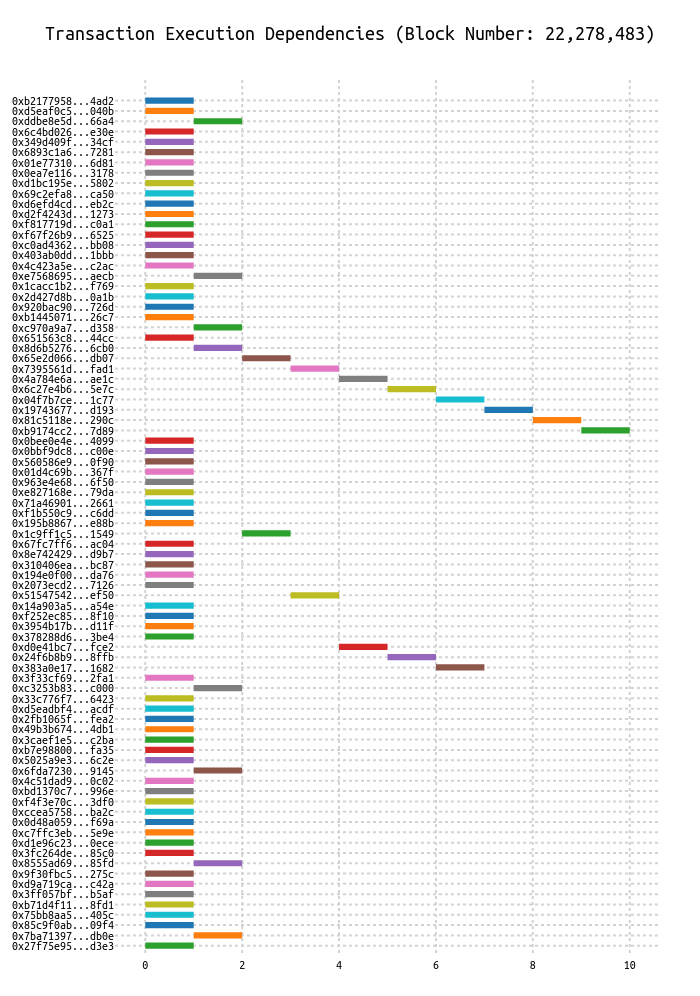 Transaction Execution Dependencies (Block Number: 22,278,483)
0xb2177958...4ad2
0xd5eaf0c5...040b
0xddbe8e5d...66a4
0x6c4bd026...e30e
0x349d409f...34cf
0x6893c1a6...7281
0x01e77310...6d81
0x0ea7e116...3178
0xd1bc195e...5802
0x69c2efa8...ca50
0xd6efd4cd...eb2c
0xd2f4243d...1273
0xf817719d...c0a1
0xf67f26b9...6525
0xc0ad4362...bb08
0x403ab0dd...1bbb
0x4c423a5e...c2ac
0xe7568695...aecb
0x1cacc1b2...f769
0x2d427d8b...0a1b
0x920bac90...726d
0xb1445071...26c7
0xc970a9a7...d358
0x651563c8...44cc
0x8d6b5276...6cb0
0x65e2d066...db07
0x7395561d...fad1
0x4a784e6a...ae1c
0x6c27e4b6...5e7c
0x04f7b7ce...1c77
0x19743677...d193
0x81c5118e...290c
0xb9174cc2...7d89
0x0bee0e4e...4099
0x0bbf9dc8...c00e
0x560586e9...0f90
0x01d4c69b...367f
0x963e4e68...6f50
0xe827168e...79da
0x71a46901...2661
0xf1b550c9...c6dd
0x195b8867...e88b
0x1c9ff1c5...1549
0x67fc7ff6...ac04
0x8e742429...d9b7
0x310406ea...bc87
0x194e0f00...da76
0x2073ecd2...7126
0x51547542...ef50
0x14a903a5...a54e
0xf252ec85...8f10
0x3954b17b...d11f
0x378288d6...3be4
0xd0e41bc7...fce2
0x24f6b8b9...8ffb
0x383a0e17...1682
0x3f33cf69...2fa1
0xc3253b83...c000
0x33c776f7...6423
0xd5eadbf4...acdf
0x2fb1065f...fea2
0x49b3b674...4db1
0x3caef1e5...c2ba
0xb7e98800...fa35
0x5025a9e3...6c2e
0x6fda7230...9145
0x4c51dad9...0c02
0xbd1370c7...996e
0xf4f3e70c...3df0
0xccea5758...ba2c
0x0d48a059...f69a
0xc7ffc3eb...5e9e
0xd1e96c23...0ece
0x3fc264de...85c0
0x8555ad69...85fd
0x9f30fbc5...275c
0xd9a719ca...c42a
0x3ff057bf...b5af
0xb71d4f11...8fd1
0x75bb8aa5...405c
0x85c9f0ab...09f4
0x7ba71397...db0e
0x27f75e95...d3e3
0 2 4 6 8 10